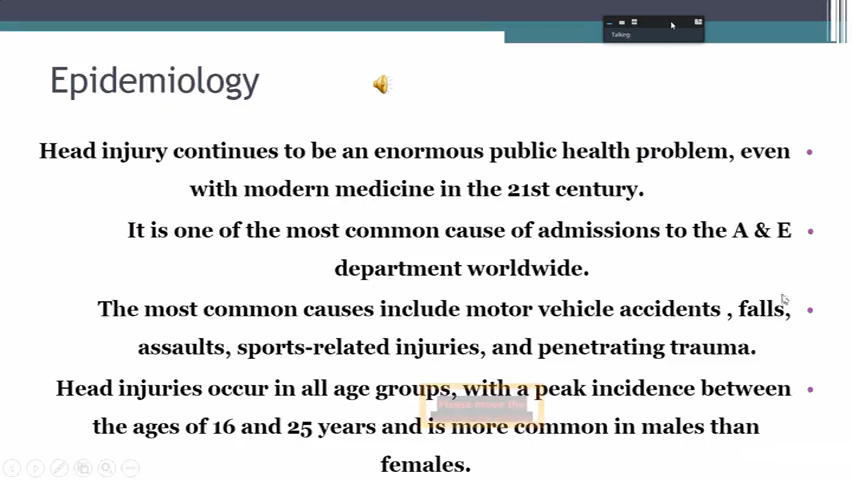 Talking:
Epidemiology
Head injury continues to be an enormous public health problem, even
with modern medicine in the 21st century.
It is one of the most common cause of admissions to the A & E
department worldwide.
The most common causes include motor vehicle accidents , falls,
assaults, sports-related injuries, and penetrating trauma.
Head injuries occur in all age groups, with a peak incidence between
Please move the
the ages of 16 and 25 years and is more common in males than
females.